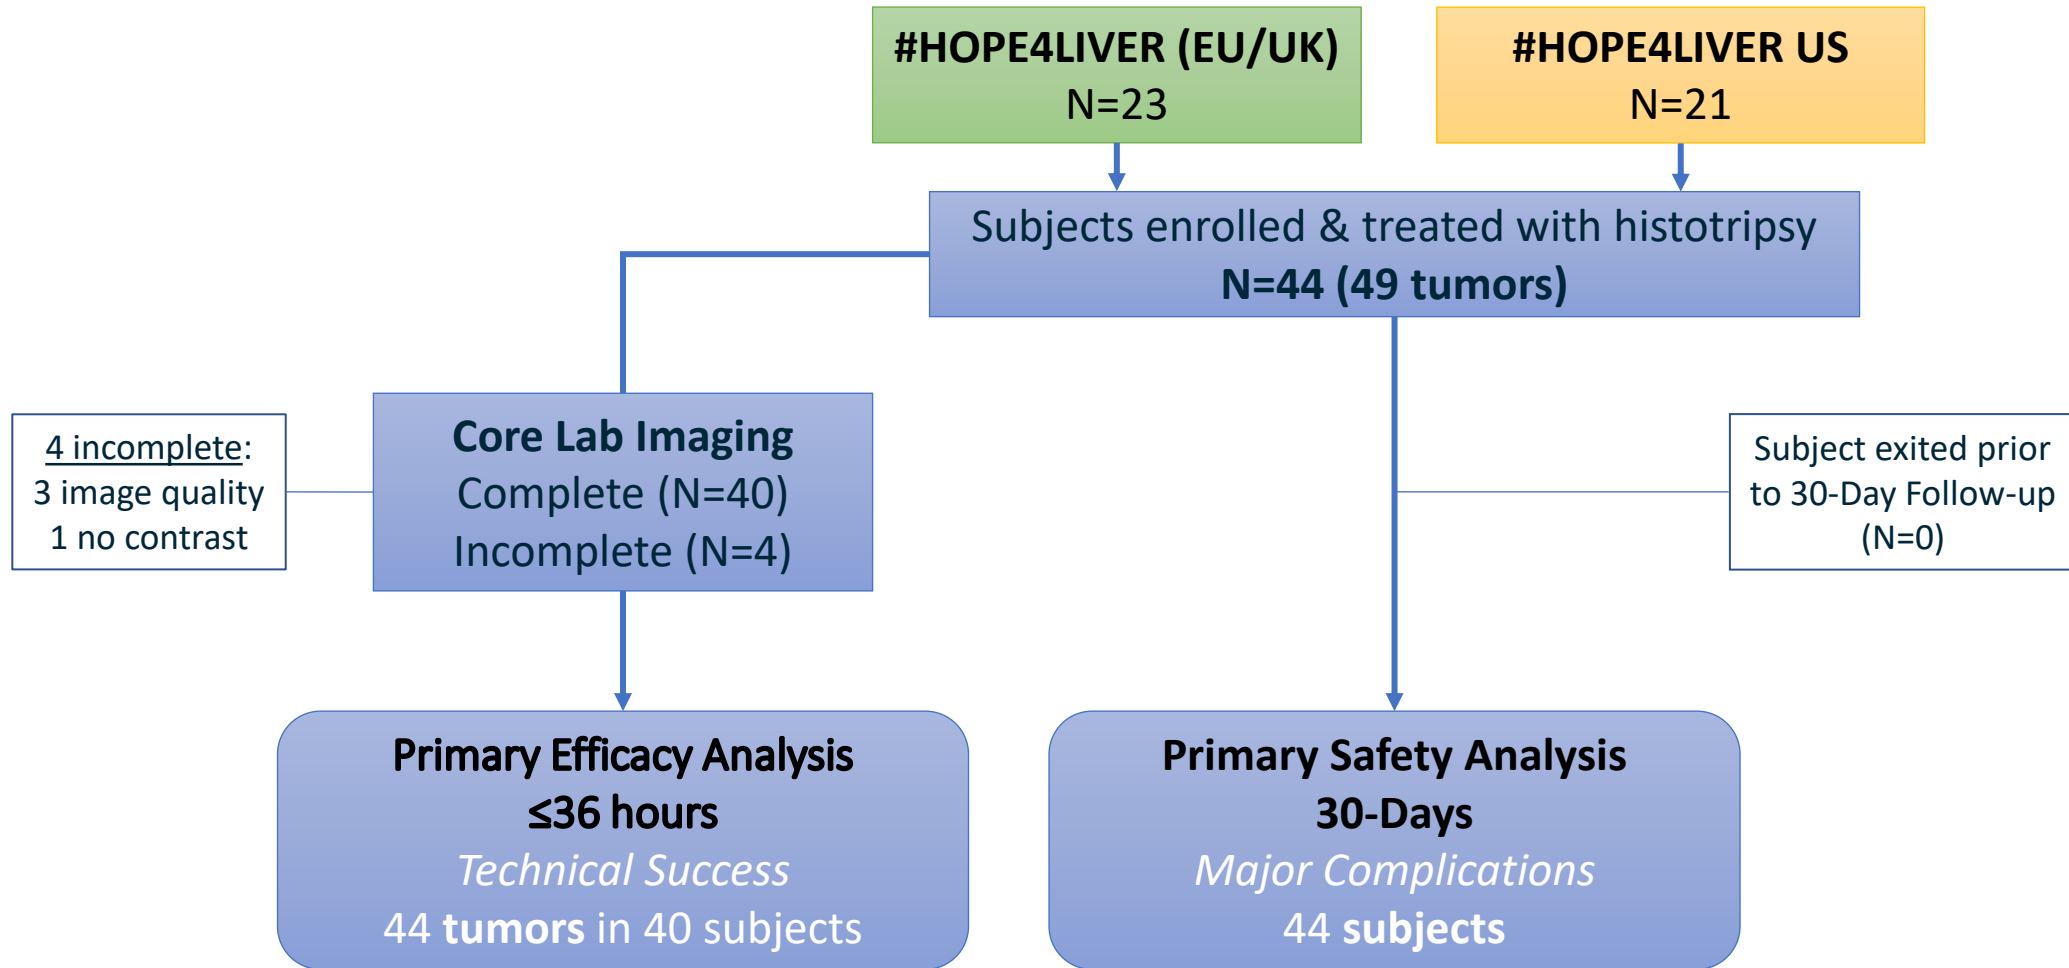 #HOPE4LIVER (EU/UK)
N=23
#HOPE4LIVER US
N=21
Subjects enrolled & treated with histotripsy
N=44 (49 tumors)
4 incomplete:
3 image quality
1 no contrast
Core Lab Imaging
Complete (N=40)
Incomplete (N=4)
Subject exited prior
to 30-Day Follow-up
(N=0)
Primary Efficacy Analysis
≤36 hours
Technical Success
44 tumors in 40 subjects
Primary Safety Analysis
30-Days
Major Complications
44 subjects